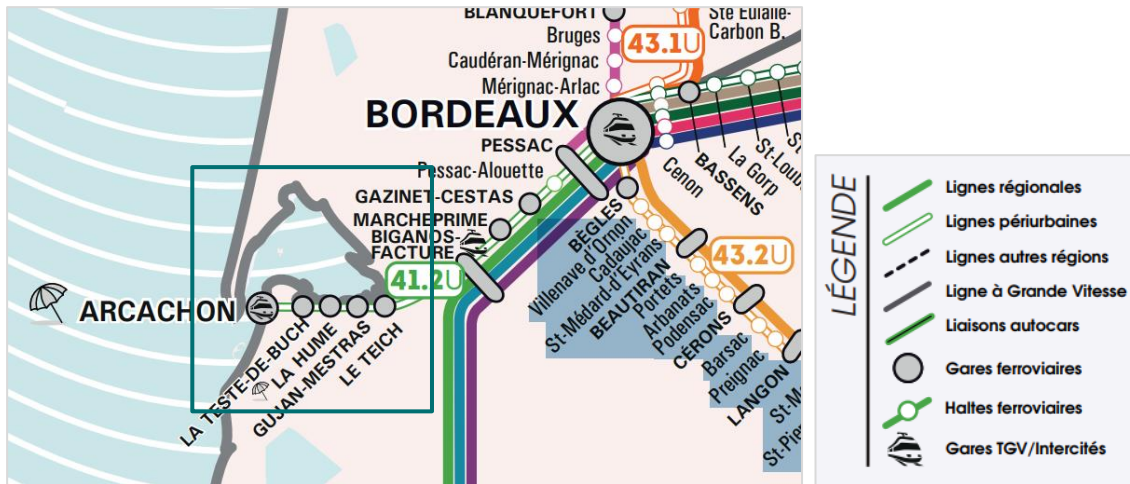 BLANQUEFORT
Bruges
Caudéran-Mérignac
Mérignac-Arlac
Ste Eulalie-
Carbon B.
43.1U
BORDEAUX
PESSAC
Pessac-Alouette
GAZINET-CESTAS
MARCHEPRIME
BIGANOS-
FACTURE
41.2U
ARCACHON
LA TESTE-DE-BUCH
LA HUME
GUJAN-MESTRAS
LE TEICH
Cenon
BASSENS
La Gorp
St-Loub
St
BÈGLES
Villenave d'Ornon
Cadaujac
St-Médard-d'Eyrans
BEAUTIRAN
Portets
Arbanats
Podensac
CÉRONS
Barsac
Preignac
LANGON
St-M
St-Pie
43.2U
LÉGENDE
Lignes régionales
Lignes périurbaines
Lignes autres régions
Ligne à Grande Vitesse
Liaisons autocars
Gares ferroviaires
Haltes ferroviaires
Gares TGV/Intercités